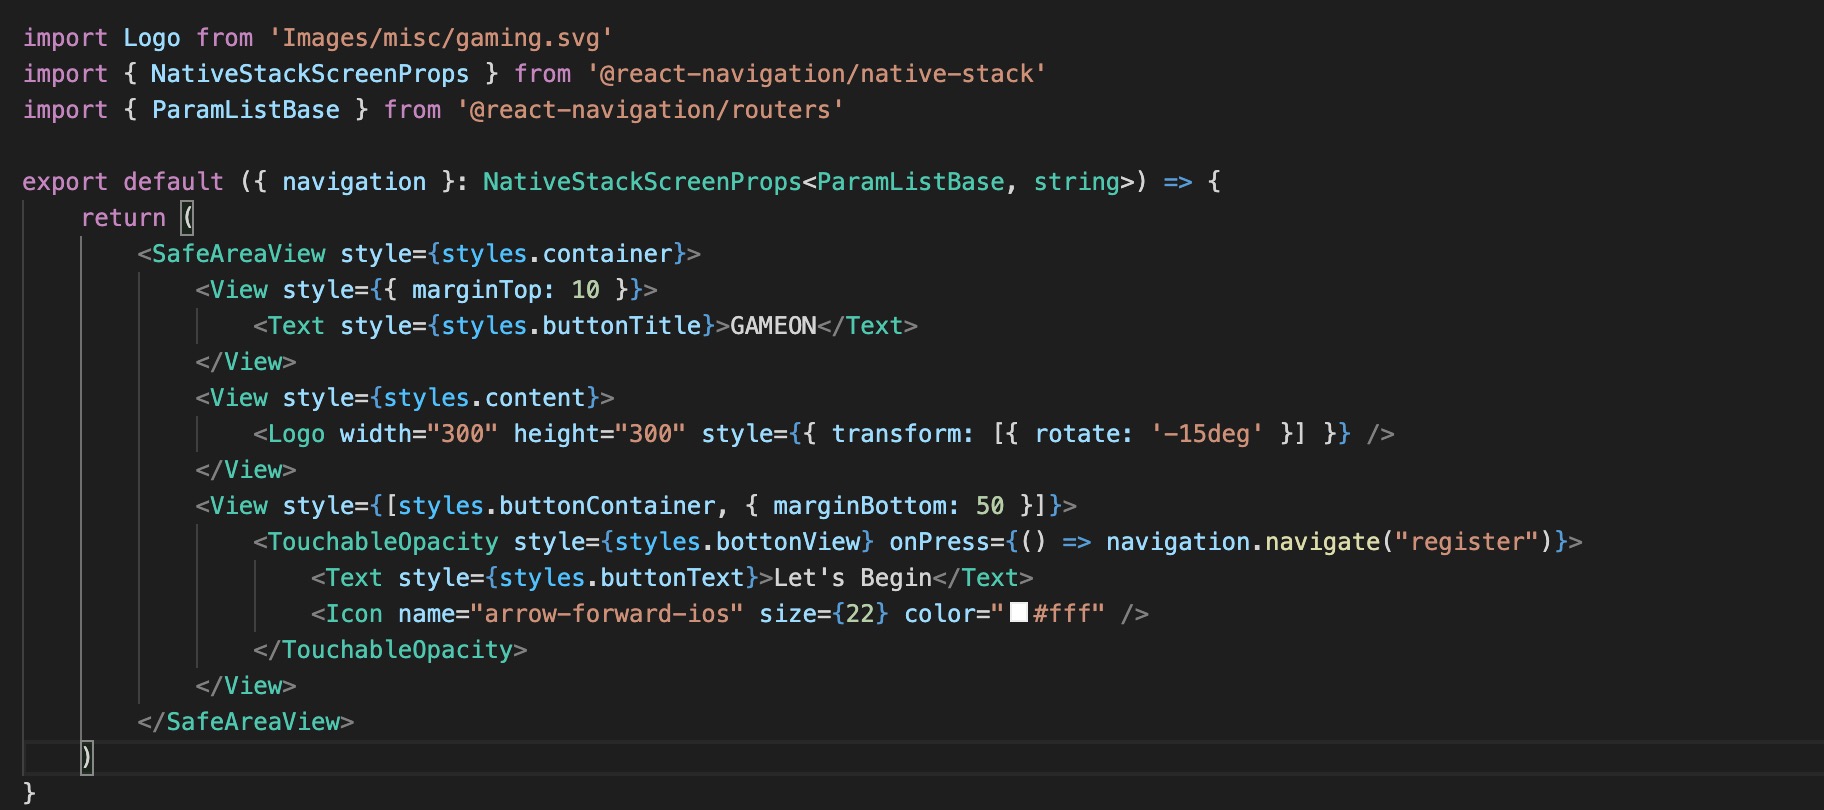 import Logo from 'Images/misc/gaming.svg'
import { NativeStackScreenProps } from '@react-navigation/native-stack'
import { ParamListBase } from '@react-navigation/routers'

export default ({ navigation }: NativeStackScreenProps<ParamListBase, string>) => {
    return (
        <SafeAreaView style={styles.container}>
            <View style={{ marginTop: 10 }}>
                <Text style={styles.buttonTitle}>GAMEON</Text>
            </View>
            <View style={styles.content}>
                <Logo width="300" height="300" style={{ transform: [{ rotate: '-15deg' }] }} />
            </View>
            <View style={[styles.buttonContainer, { marginBottom: 50 }]}>
                <TouchableOpacity style={styles.bottonView} onPress={() => navigation.navigate("register")}>
                    <Text style={styles.buttonText}>Let's Begin</Text>
                    <Icon name="arrow-forward-ios" size={22} color="#fff" />
                </TouchableOpacity>
            </View>
        </SafeAreaView>
    )
}